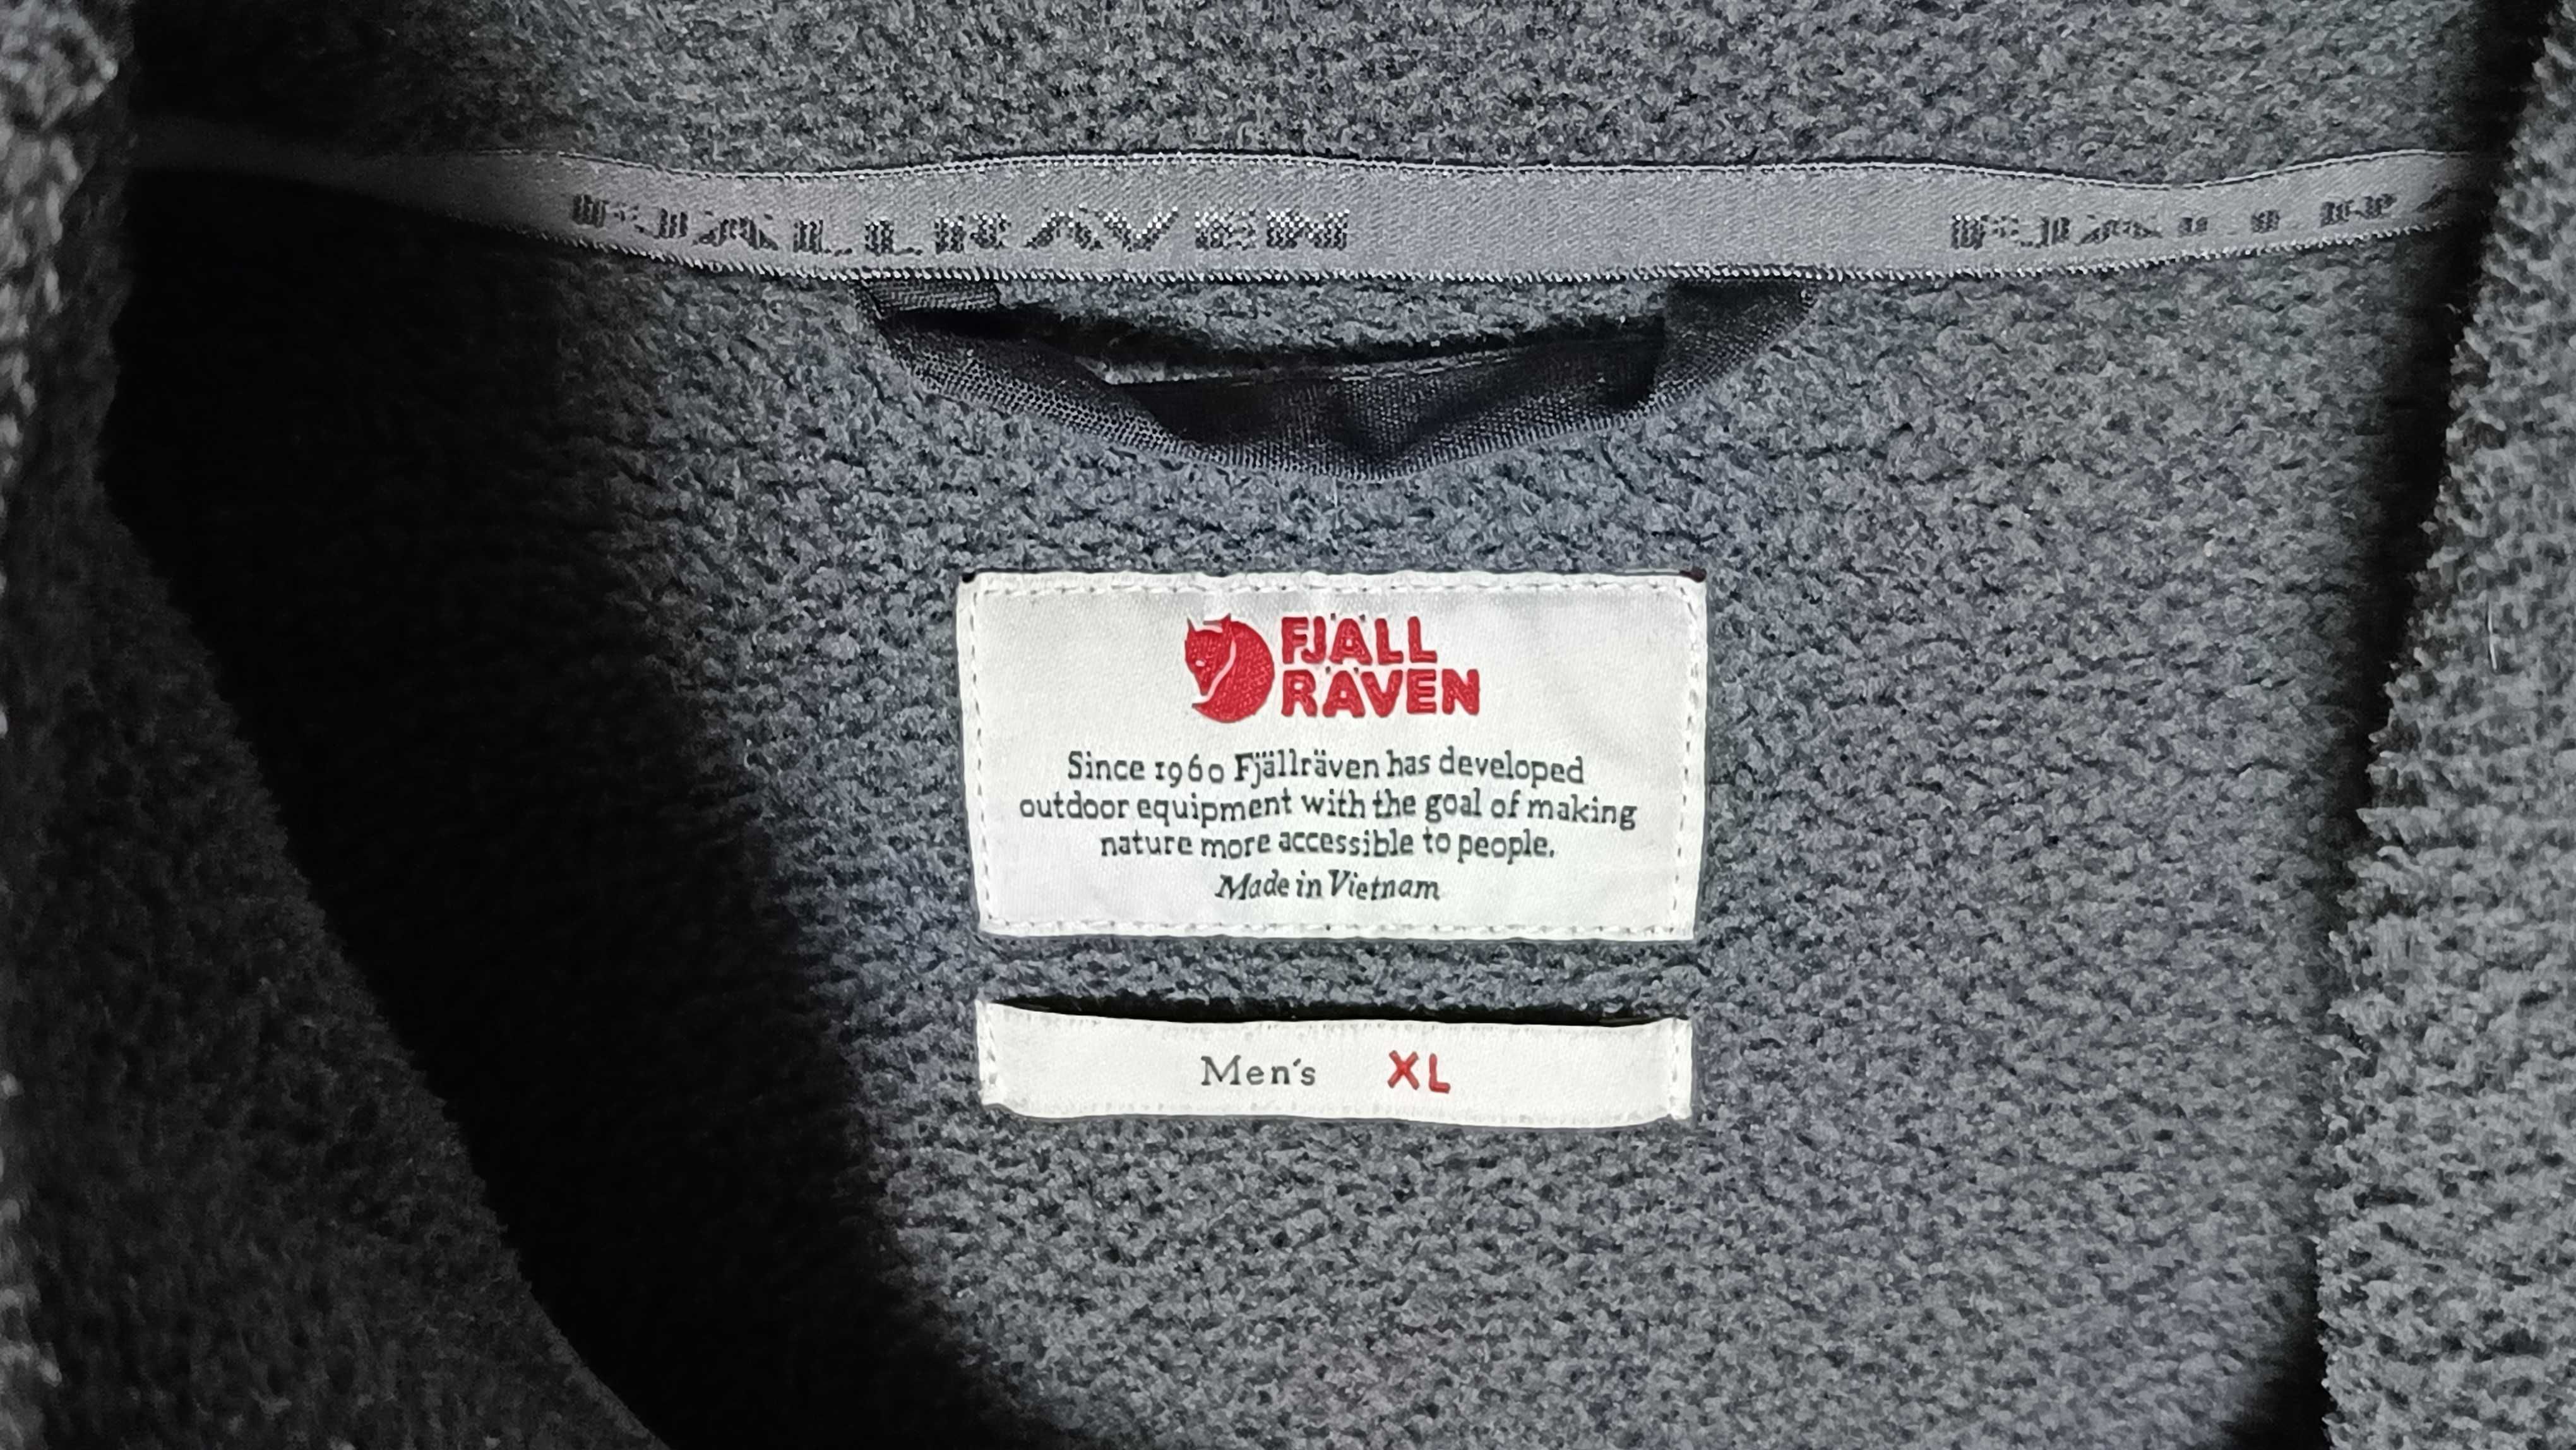 FJÄLLRÄVEN FJÄLLRÄ
FJÄLL
RÄVEN
Since 1960 Fjällräven has developed
outdoor equipment with the goal of making
nature more accessible to people.
Made in Vietnam
Men's XL